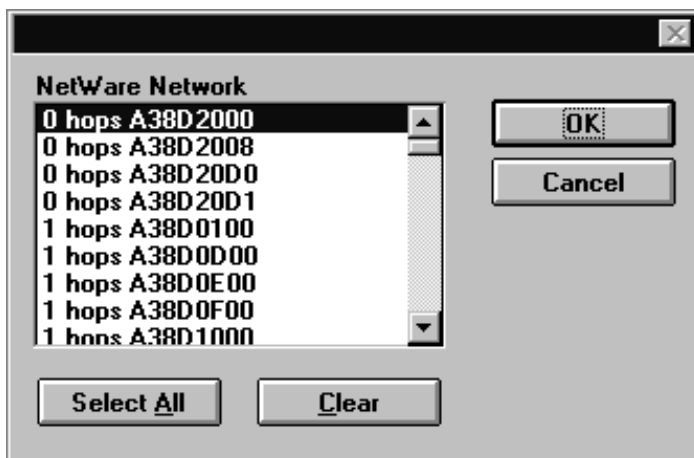 NetWare Network
0 hops A38D2000
0 hops A38D2008
0 hops A38D20D0
0 hops A38D20D1
1 hops A38D0100
1 hops A38D0D00
1 hops A38D0E00
1 hops A38D0F00
1 hops A38D1000
OK
Cancel
Select All
Clear